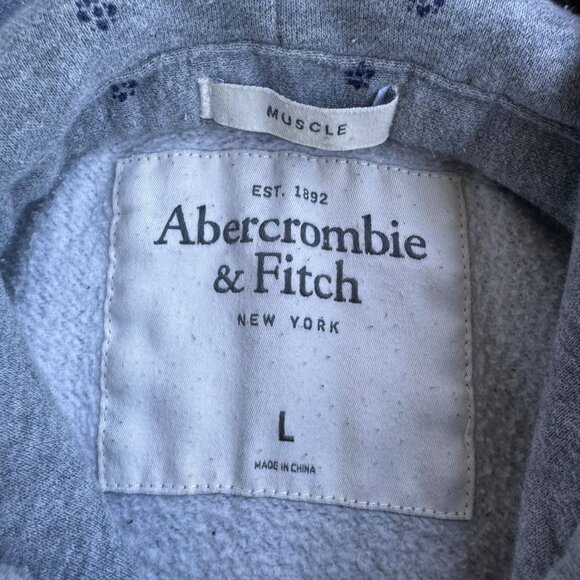 MUSCLE
EST. 1892
Abercrombie
& Fitch
NEW YORK
L
MADE IN CHINA